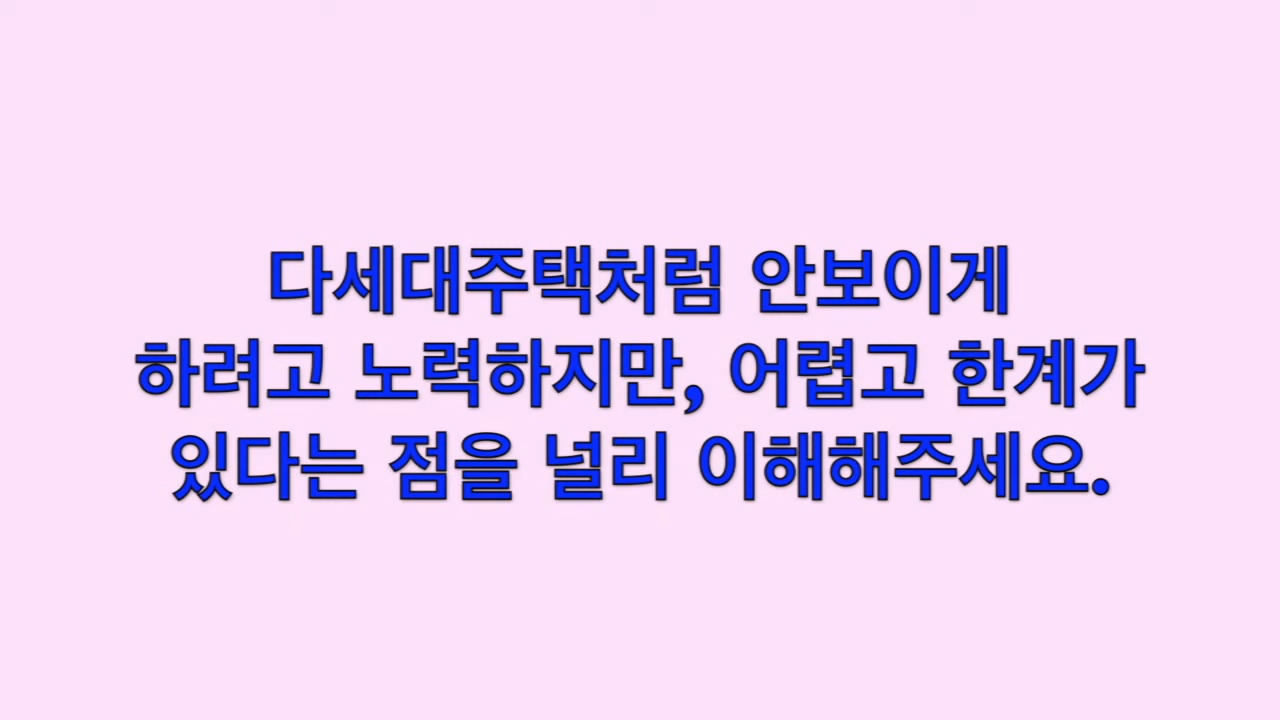 다세대주택처럼 안보이게
하려고 노력하지만, 어렵고 한계가
있다는 점을 널리 이해해주세요.